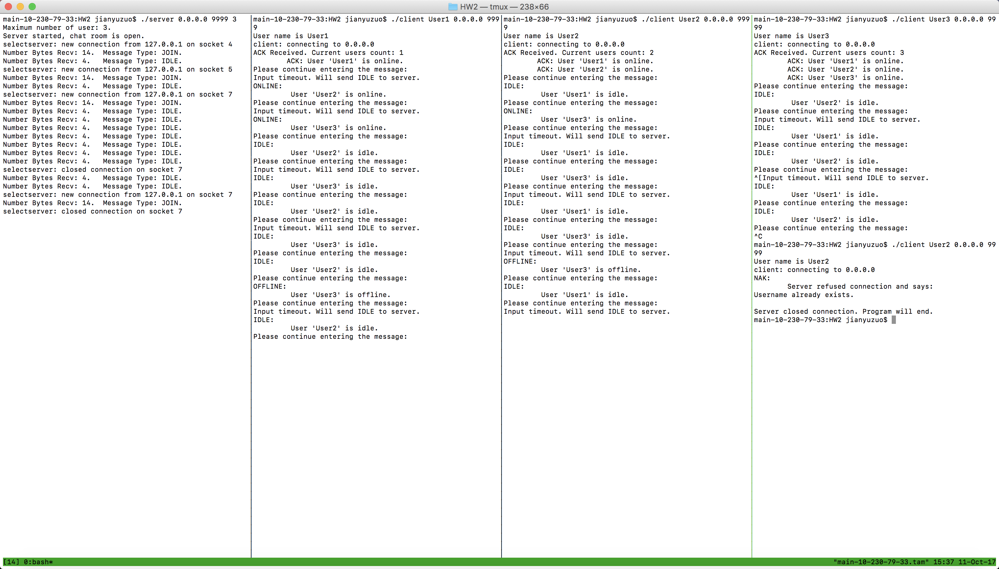 HW2 — tmux — 238×66
main-10-230-79-33:HW2 jianyuzuo$ ./server 0.0.0.0 9999 3
Maximum number of user: 3.
Server started, chat room is open.
selectserver: new connection from 127.0.0.1 on socket 4
Number Bytes Recv: 14.  Message Type: JOIN.
Number Bytes Recv: 4.   Message Type: IDLE.
selectserver: new connection from 127.0.0.1 on socket 5
Number Bytes Recv: 14.  Message Type: JOIN.
Number Bytes Recv: 4.   Message Type: IDLE.
selectserver: new connection from 127.0.0.1 on socket 7
Number Bytes Recv: 14.  Message Type: JOIN.
Number Bytes Recv: 4.   Message Type: IDLE.
Number Bytes Recv: 4.   Message Type: IDLE.
Number Bytes Recv: 4.   Message Type: IDLE.
Number Bytes Recv: 4.   Message Type: IDLE.
Number Bytes Recv: 4.   Message Type: IDLE.
Number Bytes Recv: 4.   Message Type: IDLE.
Number Bytes Recv: 4.   Message Type: IDLE.
selectserver: closed connection on socket 7
Number Bytes Recv: 4.   Message Type: IDLE.
Number Bytes Recv: 4.   Message Type: IDLE.
selectserver: new connection from 127.0.0.1 on socket 7
Number Bytes Recv: 14.  Message Type: JOIN.
selectserver: closed connection on socket 7
main-10-230-79-33:HW2 jianyuzuo$ ./client User1 0.0.0.0 999
9
User name is User1
client: connecting to 0.0.0.0
ACK Received. Current users count: 1
ACK: User 'User1' is online.
Please continue entering the message:
Input timeout. Will send IDLE to server.
ONLINE:
User 'User2' is online.
Please continue entering the message:
Input timeout. Will send IDLE to server.
ONLINE:
User 'User3' is online.
Please continue entering the message:
IDLE:
User 'User2' is idle.
Please continue entering the message:
Input timeout. Will send IDLE to server.
IDLE:
User 'User3' is idle.
Please continue entering the message:
IDLE:
User 'User2' is idle.
Please continue entering the message:
Input timeout. Will send IDLE to server.
IDLE:
User 'User3' is idle.
Please continue entering the message:
IDLE:
User 'User2' is idle.
Please continue entering the message:
OFFLINE:
User 'User3' is offline.
Please continue entering the message:
Input timeout. Will send IDLE to server.
IDLE:
User 'User2' is idle.
Please continue entering the message:
main-10-230-79-33:HW2 jianyuzuo$ ./client User2 0.0.0.0 999
9
User name is User2
client: connecting to 0.0.0.0
ACK Received. Current users count: 2
ACK: User 'User1' is online.
ACK: User 'User2' is online.
Please continue entering the message:
IDLE:
User 'User1' is idle.
Please continue entering the message:
ONLINE:
User 'User3' is online.
Please continue entering the message:
Input timeout. Will send IDLE to server.
IDLE:
User 'User1' is idle.
Please continue entering the message:
IDLE:
User 'User3' is idle.
Please continue entering the message:
Input timeout. Will send IDLE to server.
IDLE:
User 'User1' is idle.
Please continue entering the message:
IDLE:
User 'User3' is idle.
Please continue entering the message:
Input timeout. Will send IDLE to server.
OFFLINE:
User 'User3' is offline.
Please continue entering the message:
IDLE:
User 'User1' is idle.
Please continue entering the message:
Input timeout. Will send IDLE to server.
main-10-230-79-33:HW2 jianyuzuo$ ./client User3 0.0.0.0 99
99
User name is User3
client: connecting to 0.0.0.0
ACK Received. Current users count: 3
ACK: User 'User1' is online.
ACK: User 'User2' is online.
ACK: User 'User3' is online.
Please continue entering the message:
IDLE:
User 'User2' is idle.
Please continue entering the message:
Input timeout. Will send IDLE to server.
IDLE:
User 'User1' is idle.
Please continue entering the message:
IDLE:
User 'User2' is idle.
Please continue entering the message:
^[Input timeout. Will send IDLE to server.
IDLE:
User 'User1' is idle.
Please continue entering the message:
IDLE:
User 'User2' is idle.
Please continue entering the message:
^C
main-10-230-79-33:HW2 jianyuzuo$ ./client User2 0.0.0.0 99
99
User name is User2
client: connecting to 0.0.0.0
NAK:
Server refused connection and says:
Username already exists.
Server closed connection. Program will end.
main-10-230-79-33:HW2 jianyuzuo$
[14] 0:bash* "main-10-230-79-33.tam" 15:37 11-Oct-17